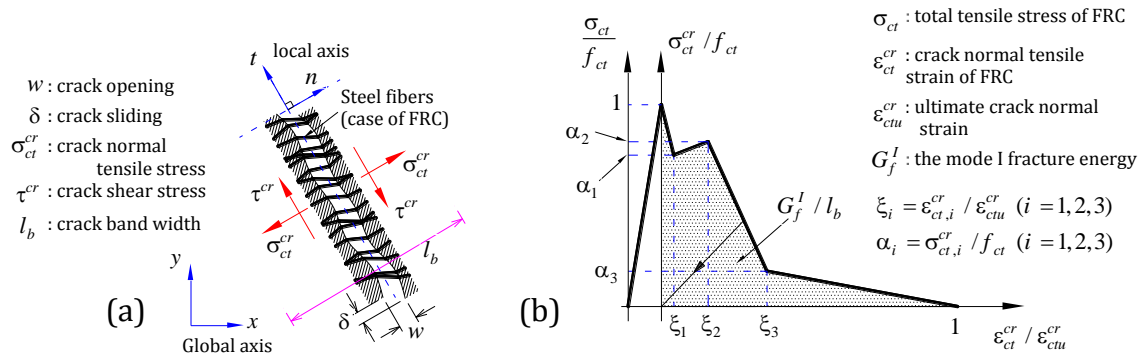 t
local axis
n
w : crack opening
δ : crack sliding
σ_ct^cr : crack normal
tensile stress
τ^cr : crack shear stress
l_b : crack band width
Steel fibers
(case of FRC)
σ_ct^cr
τ^cr
τ^cr
σ_ct^cr
l_b
y
x
Global axis
(a)
δ
w
σ_ct / f_ct
σ_ct^cr / f_ct
1
α_2
α_1
α_3
G_f^I / l_b
ξ_1 ξ_2 ξ_3
1
ε_ct^cr / ε_ctu^cr
(b)
σ_ct : total tensile stress of FRC
ε_ct^cr : crack normal tensile
strain of FRC
ε_ctu^cr : ultimate crack normal
strain
G_f^I : the mode I fracture energy
ξ_i = ε_ct,i^cr / ε_ctu^cr (i = 1,2,3)
α_i = σ_ct,i^cr / f_ct (i = 1,2,3)